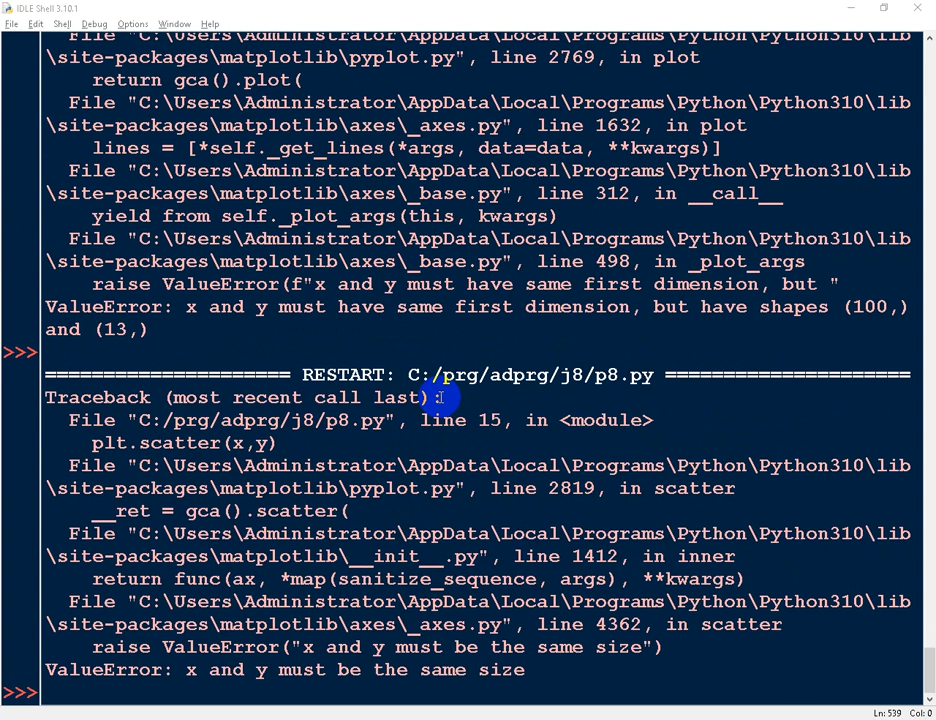 IDLE Shell 3.10.1
File Edit Shell Debug Options Window Help
File "C:\Users\Administrator\AppData\Local\Programs\Python\Python310\lib
\site-packages\matplotlib\pyplot.py", line 2769, in plot
return gca().plot(
File "C:\Users\Administrator\AppData\Local\Programs\Python\Python310\lib
\site-packages\matplotlib\axes\_axes.py", line 1632, in plot
lines = [*self._get_lines(*args, data=data, **kwargs)]
File "C:\Users\Administrator\AppData\Local\Programs\Python\Python310\lib
\site-packages\matplotlib\axes\_base.py", line 312, in __call__
yield from self._plot_args(this, kwargs)
File "C:\Users\Administrator\AppData\Local\Programs\Python\Python310\lib
\site-packages\matplotlib\axes\_base.py", line 498, in _plot_args
raise ValueError(f"x and y must have same first dimension, but "
ValueError: x and y must have same first dimension, but have shapes (100,)
and (13,)
>>>
===================== RESTART: C:/prg/adprg/j8/p8.py =====================
Traceback (most recent call last):
File "C:/prg/adprg/j8/p8.py", line 15, in <module>
plt.scatter(x,y)
File "C:\Users\Administrator\AppData\Local\Programs\Python\Python310\lib
\site-packages\matplotlib\pyplot.py", line 2819, in scatter
__ret = gca().scatter(
File "C:\Users\Administrator\AppData\Local\Programs\Python\Python310\lib
\site-packages\matplotlib\__init__.py", line 1412, in inner
return func(ax, *map(sanitize_sequence, args), **kwargs)
File "C:\Users\Administrator\AppData\Local\Programs\Python\Python310\lib
\site-packages\matplotlib\axes\_axes.py", line 4362, in scatter
raise ValueError("x and y must be the same size")
ValueError: x and y must be the same size
>>>
Ln: 539 Col: 0